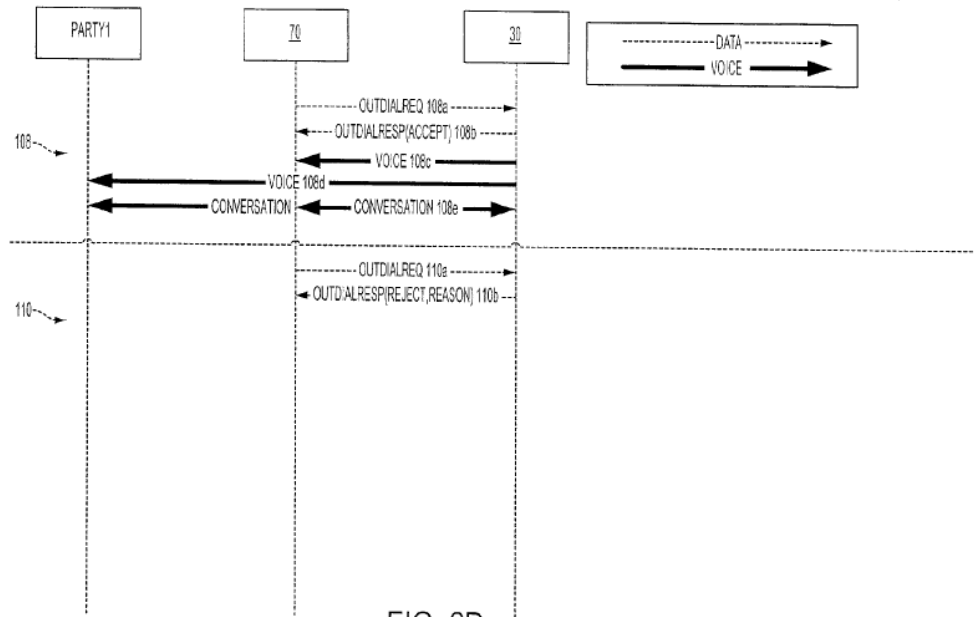 PARTY1
70
30
DATA
VOICE
OUTDIALREQ 108a
OUTDIALRESP(ACCEPT) 108b
108
VOICE 108c
VOICE 108d
CONVERSATION
CONVERSATION 108e
OUTDIALREQ 110a
OUTDIALRESP(REJECT,REASON) 110b
110
FIG.